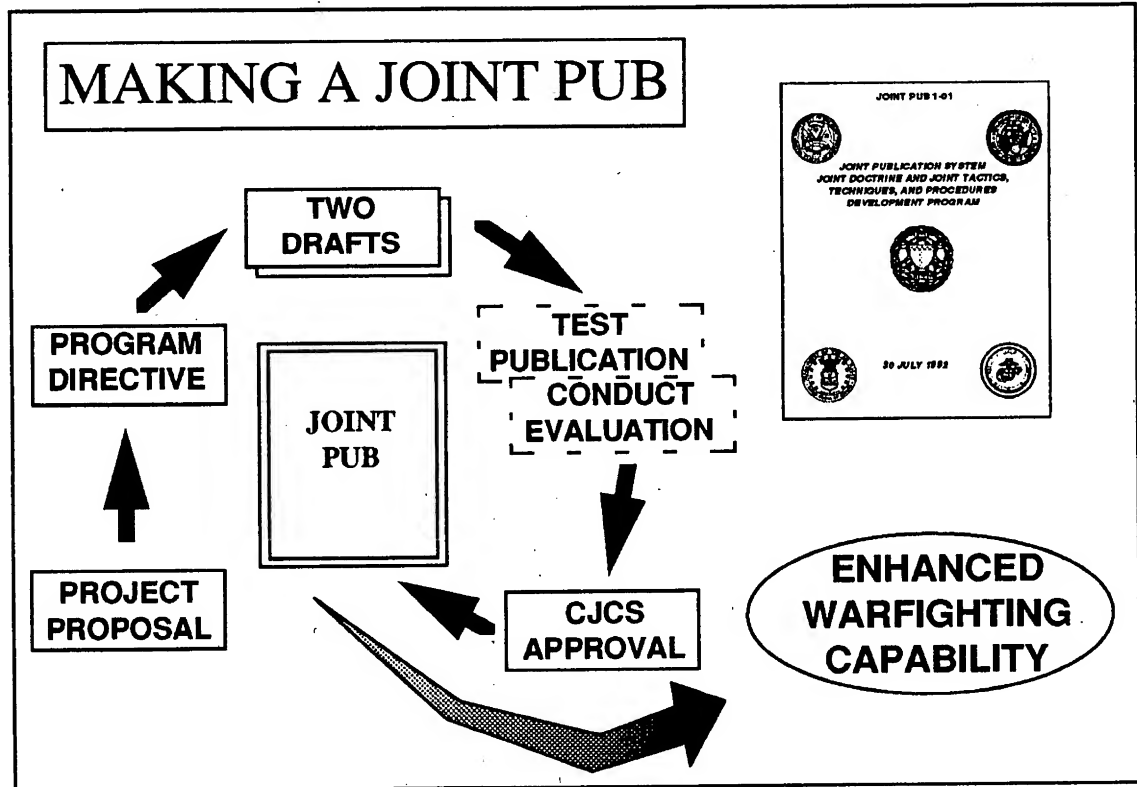 MAKING A JOINT PUB
JOINT PUB 1-01
JOINT PUBLICATION SYSTEM
JOINT DOCTRINE AND JOINT TACTICS,
TECHNIQUES, AND PROCEDURES
DEVELOPMENT PROGRAM
30 JULY 1992
TWO
DRAFTS
PROGRAM
DIRECTIVE
TEST
PUBLICATION
CONDUCT
EVALUATION
JOINT
PUB
PROJECT
PROPOSAL
CJCS
APPROVAL
ENHANCED
WARFIGHTING
CAPABILITY